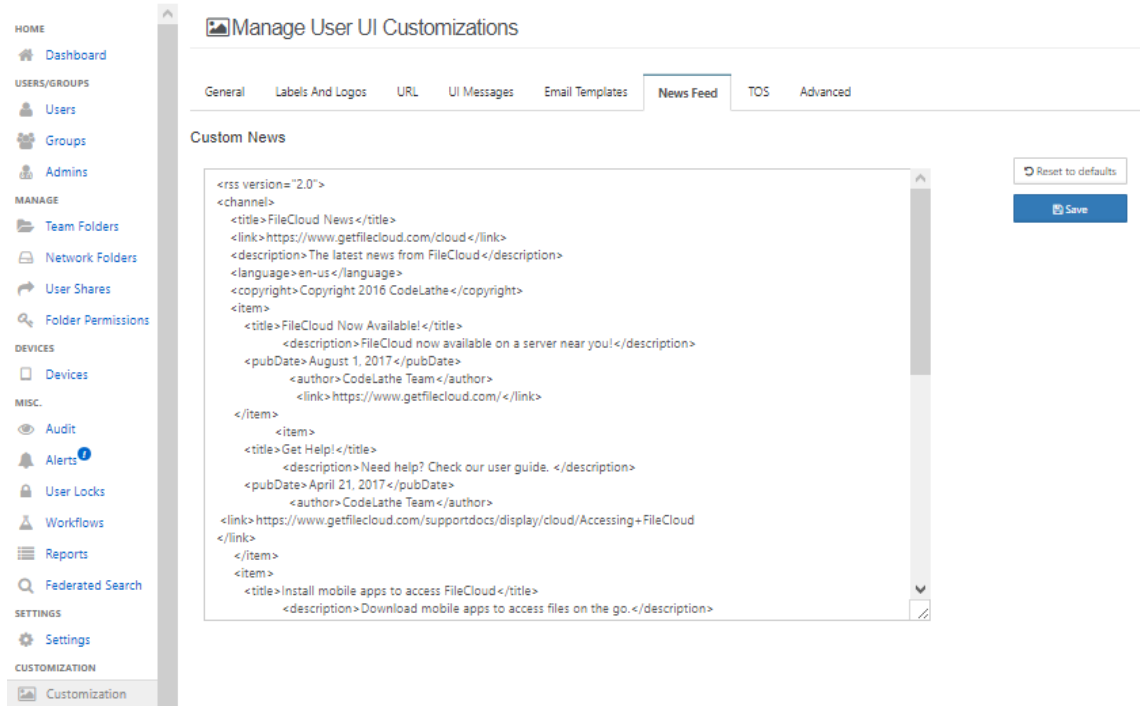 HOME
Dashboard
USERS/GROUPS
Users
Groups
Admins
MANAGE
Team Folders
Network Folders
User Shares
Folder Permissions
DEVICES
Devices
MISC.
Audit
Alerts
User Locks
Workflows
Reports
Federated Search
SETTINGS
Settings
CUSTOMIZATION
Customization
Manage User UI Customizations
General Labels And Logos URL UI Messages Email Templates News Feed TOS Advanced
Custom News
<rss version="2.0">
<channel>
<title>FileCloud News</title>
<link>https://www.getfilecloud.com/cloud</link>
<description>The latest news from FileCloud</description>
<language>en-us</language>
<copyright>Copyright 2016 CodeLathe</copyright>
<item>
<title>FileCloud Now Available!</title>
<description>FileCloud now available on a server near you!</description>
<pubDate>August 1, 2017</pubDate>
<author>CodeLathe Team</author>
<link>https://www.getfilecloud.com/</link>
</item>
<item>
<title>Get Help!</title>
<description>Need help? Check our user guide. </description>
<pubDate>April 21, 2017</pubDate>
<author>CodeLathe Team</author>
<link>https://www.getfilecloud.com/supportdocs/display/cloud/Accessing+FileCloud
</link>
</item>
<item>
<title>Install mobile apps to access FileCloud</title>
<description>Download mobile apps to access files on the go.</description>
Reset to defaults
Save